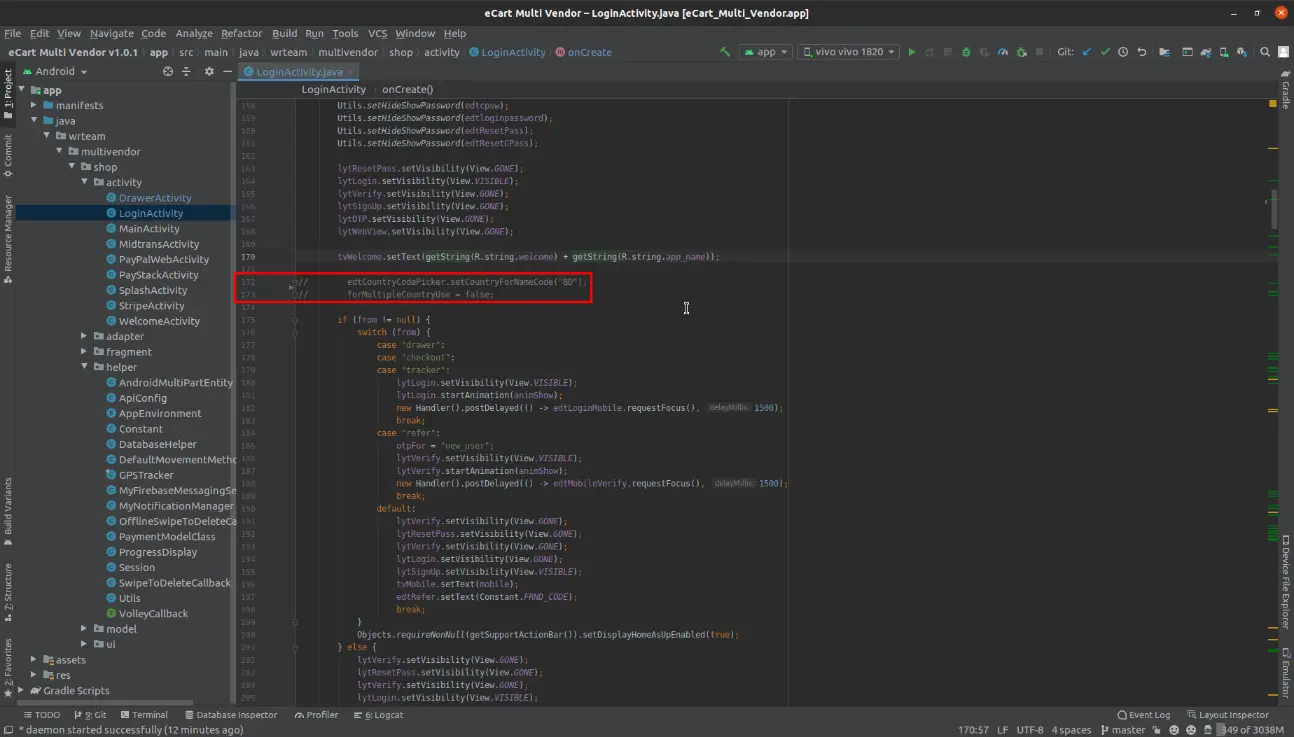 eCart Multi Vendor – LoginActivity.java [eCart_Multi_Vendor.app]
File Edit View Navigate Code Analyze Refactor Build Run Tools VCS Window Help
eCart Multi Vendor v1.0.1 app src main java wrteam multivendor shop activity LoginActivity onCreate
app vivo vivo 1820 Git:
Android
LoginActivity.java
LoginActivity onCreate()
1: Project
Commit
Resource Manager
Build Variants
7: Structure
2: Favorites
app
manifests
java
wrteam
multivendor
shop
activity
DrawerActivity
LoginActivity
MainActivity
MidtransActivity
PayPalWebActivity
PayStackActivity
SplashActivity
StripeActivity
WelcomeActivity
adapter
fragment
helper
AndroidMultiPartEntity
ApiConfig
AppEnvironment
Constant
DatabaseHelper
DefaultMovementMetho
GPSTracker
MyFirebaseMessagingSe
MyNotificationManager
OfflineSwipeToDeleteCa
PaymentModelClass
ProgressDisplay
Session
SwipeToDeleteCallback
Utils
VolleyCallback
model
ui
assets
res
Gradle Scripts
158 Utils.setHideShowPassword(edtcpsw);
159 Utils.setHideShowPassword(edtloginpassword);
160 Utils.setHideShowPassword(edtResetPass);
161 Utils.setHideShowPassword(edtResetCPass);
162
163 lytResetPass.setVisibility(View.GONE);
164 lytLogin.setVisibility(View.VISIBLE);
165 lytVerify.setVisibility(View.GONE);
166 lytSignUp.setVisibility(View.GONE);
167 lytOTP.setVisibility(View.GONE);
168 lytWebView.setVisibility(View.GONE);
169
170 tvWelcome.setText(getString(R.string.welcome) + getString(R.string.app_name));
171
172 // edtCountryCodePicker.setCountryForNameCode("BD");
173 // forMultipleCountryUse = false;
174
175 if (from != null) {
176 switch (from) {
177 case "drawer":
178 case "checkout":
179 case "tracker":
180 lytLogin.setVisibility(View.VISIBLE);
181 lytLogin.startAnimation(animShow);
182 new Handler().postDelayed(() -> edtLoginMobile.requestFocus(), delayMillis: 1500);
183 break;
184 case "refer":
185 otpFor = "new_user";
186 lytVerify.setVisibility(View.VISIBLE);
187 lytVerify.startAnimation(animShow);
188 new Handler().postDelayed(() -> edtMobileVerify.requestFocus(), delayMillis: 1500);
189 break;
190 default:
191 lytVerify.setVisibility(View.GONE);
192 lytResetPass.setVisibility(View.GONE);
193 lytVerify.setVisibility(View.GONE);
194 lytLogin.setVisibility(View.GONE);
195 lytSignUp.setVisibility(View.VISIBLE);
196 tvMobile.setText(mobile);
197 edtRefer.setText(Constant.FRND_CODE);
198 break;
199 }
200 Objects.requireNonNull(getSupportActionBar()).setDisplayHomeAsUpEnabled(true);
201 } else {
202 lytVerify.setVisibility(View.GONE);
203 lytResetPass.setVisibility(View.GONE);
204 lytVerify.setVisibility(View.GONE);
205 lytLogin.setVisibility(View.VISIBLE);
Gradle
Device File Explorer
Emulator
TODO 9: Git Terminal Database Inspector Profiler 6: Logcat Event Log Layout Inspector
* daemon started successfully (12 minutes ago) 170:57 LF UTF-8 4 spaces master 349 of 3038M